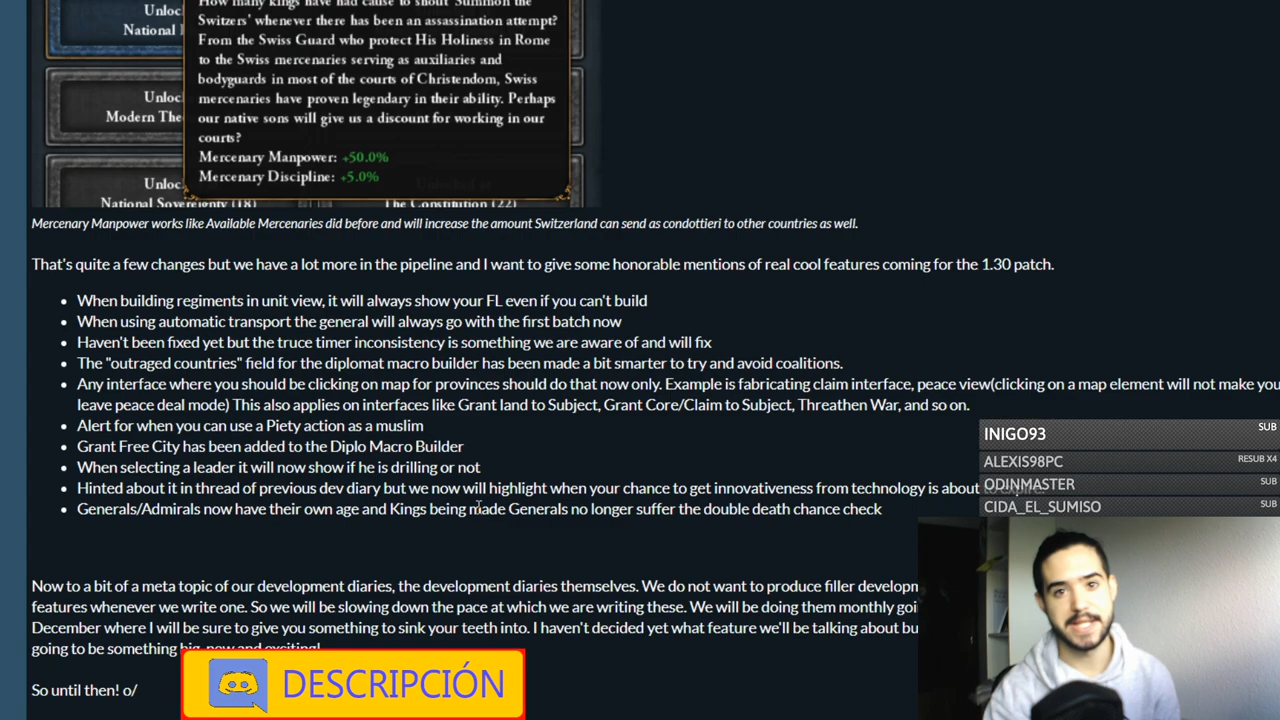 Unloc
National
Unloc
Modern The
Unloc
National Sovereignty (18)
The Constitution (22)
How many kings have had cause to shout 'Summon the
Switzers' whenever there has been an assassination attempt?
From the Swiss Guard who protect His Holiness in Rome
to the Swiss mercenaries serving as auxiliaries and
bodyguards in most of the courts of Christendom, Swiss
mercenaries have proven legendary in their ability. Perhaps
our native sons will give us a discount for working in our
courts?
Mercenary Manpower: +50.0%
Mercenary Discipline: +5.0%
Mercenary Manpower works like Available Mercenaries did before and will increase the amount Switzerland can send as condottieri to other countries as well.
That's quite a few changes but we have a lot more in the pipeline and I want to give some honorable mentions of real cool features coming for the 1.30 patch.
• When building regiments in unit view, it will always show your FL even if you can't build
• When using automatic transport the general will always go with the first batch now
• Haven't been fixed yet but the truce timer inconsistency is something we are aware of and will fix
• The "outraged countries" field for the diplomat macro builder has been made a bit smarter to try and avoid coalitions.
• Any interface where you should be clicking on map for provinces should do that now only. Example is fabricating claim interface, peace view(clicking on a map element will not make you
leave peace deal mode) This also applies on interfaces like Grant land to Subject, Grant Core/Claim to Subject, Threathen War, and so on.
• Alert for when you can use a Piety action as a muslim
• Grant Free City has been added to the Diplo Macro Builder
• When selecting a leader it will now show if he is drilling or not
• Hinted about it in thread of previous dev diary but we now will highlight when your chance to get innovativeness from technology is about
• Generals/Admirals now have their own age and Kings being made Generals no longer suffer the double death chance check
Now to a bit of a meta topic of our development diaries, the development diaries themselves. We do not want to produce filler developm
features whenever we write one. So we will be slowing down the pace at which we are writing these. We will be doing them monthly goi
December where I will be sure to give you something to sink your teeth into. I haven't decided yet what feature we'll be talking about bu
going to be something big, new and exciting!
So until then! o/
INIGO93 SUB
ALEXIS98PC RESUB X4
ODINMASTER SUB
CIDA_EL_SUMISO SUB
DESCRIPCIÓN